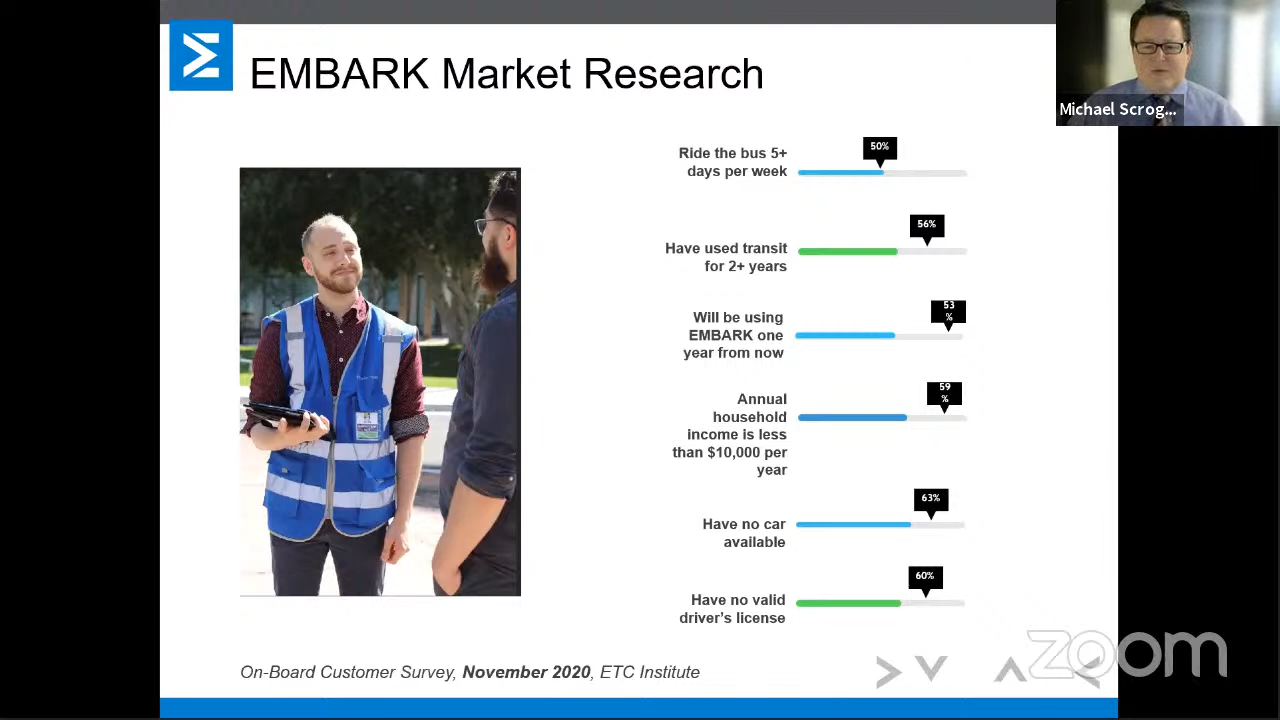 EMBARK Market Research
Michael Scrog...
50%
Ride the bus 5+
days per week
56%
Have used transit
for 2+ years
53
%
Will be using
EMBARK one
year from now
59
%
Annual
household
income is less
than $10,000 per
year
63%
Have no car
available
60%
Have no valid
driver's license
On-Board Customer Survey, November 2020, ETC Institute
zoom